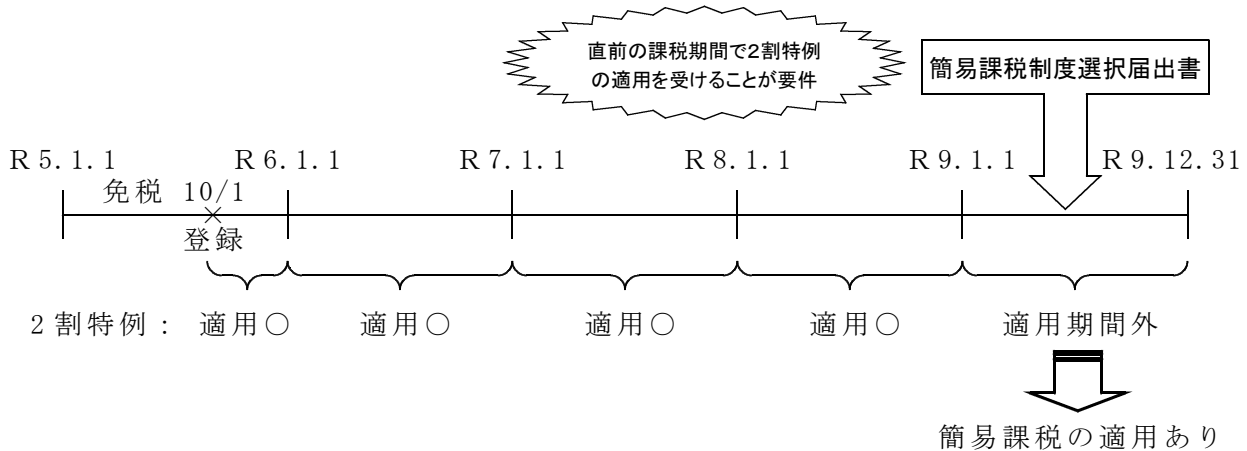 直前の課税期間で2割特例
の適用を受けることが要件
簡易課税制度選択届出書
R5.1.1 R6.1.1 R7.1.1 R8.1.1 R9.1.1 R9.12.31
免税 10/1
登録
2割特例: 適用○ 適用○ 適用○ 適用○ 適用期間外
簡易課税の適用あり